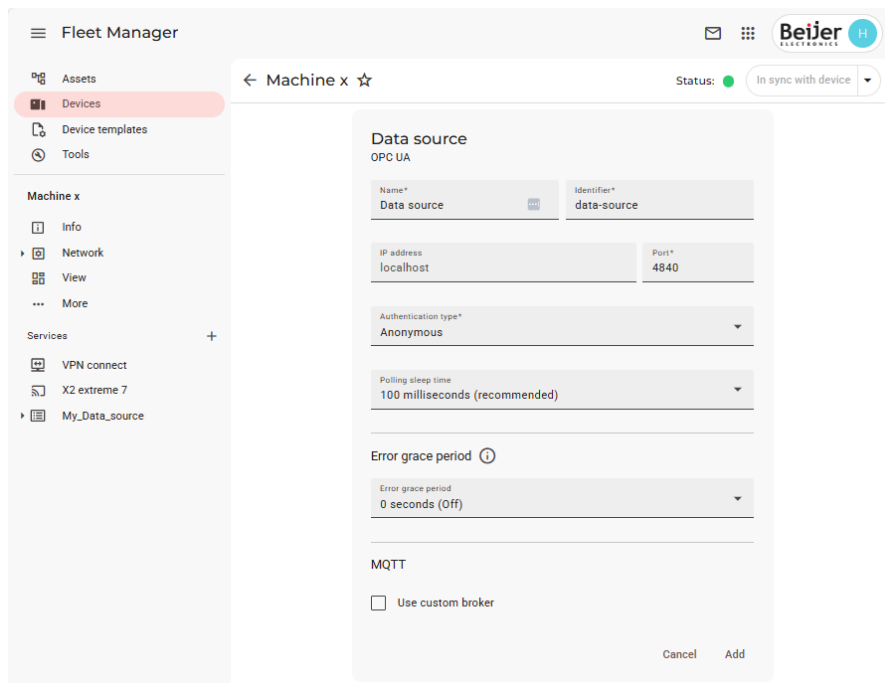 Fleet Manager
Beijer
ELECTRONICS
H
Assets
Devices
Device templates
Tools
Machine x
Info
Network
View
More
Services
VPN connect
X2 extreme 7
My_Data_source
Machine x
Status:
In sync with device
Data source
OPC UA
Name*
Data source
Identifier*
data-source
IP address
localhost
Port*
4840
Authentication type*
Anonymous
Polling sleep time
100 milliseconds (recommended)
Error grace period
Error grace period
0 seconds (Off)
MQTT
Use custom broker
Cancel
Add